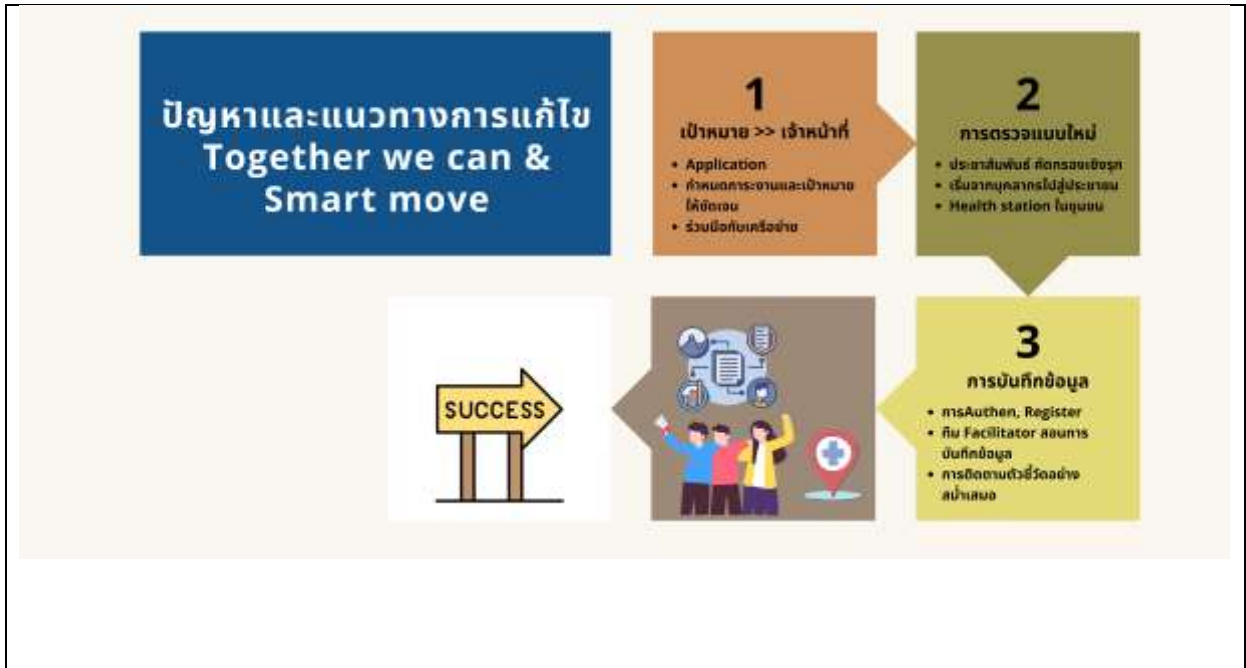 ปัญหาและแนวทางการแก้ไข
Together we can &
Smart move
1
เป้าหมาย >> เจ้าหน้าที่
• Application
• กำหนดภาระงานและเป้าหมาย
ให้ชัดเจน
• ร่วมมือกับเครือข่าย
2
การตรวจแบบใหม่
• ประชาสัมพันธ์ คัดกรองเชิงรุก
• เริ่มจากบุคลากรไปสู่ประชาชน
• Health station ในชุมชน
3
การบันทึกข้อมูล
• การAuthen, Register
• ทีม Facilitator สอนการ
บันทึกข้อมูล
• การติดตามตัวชี้วัดอย่าง
สม่ำเสมอ
SUCCESS